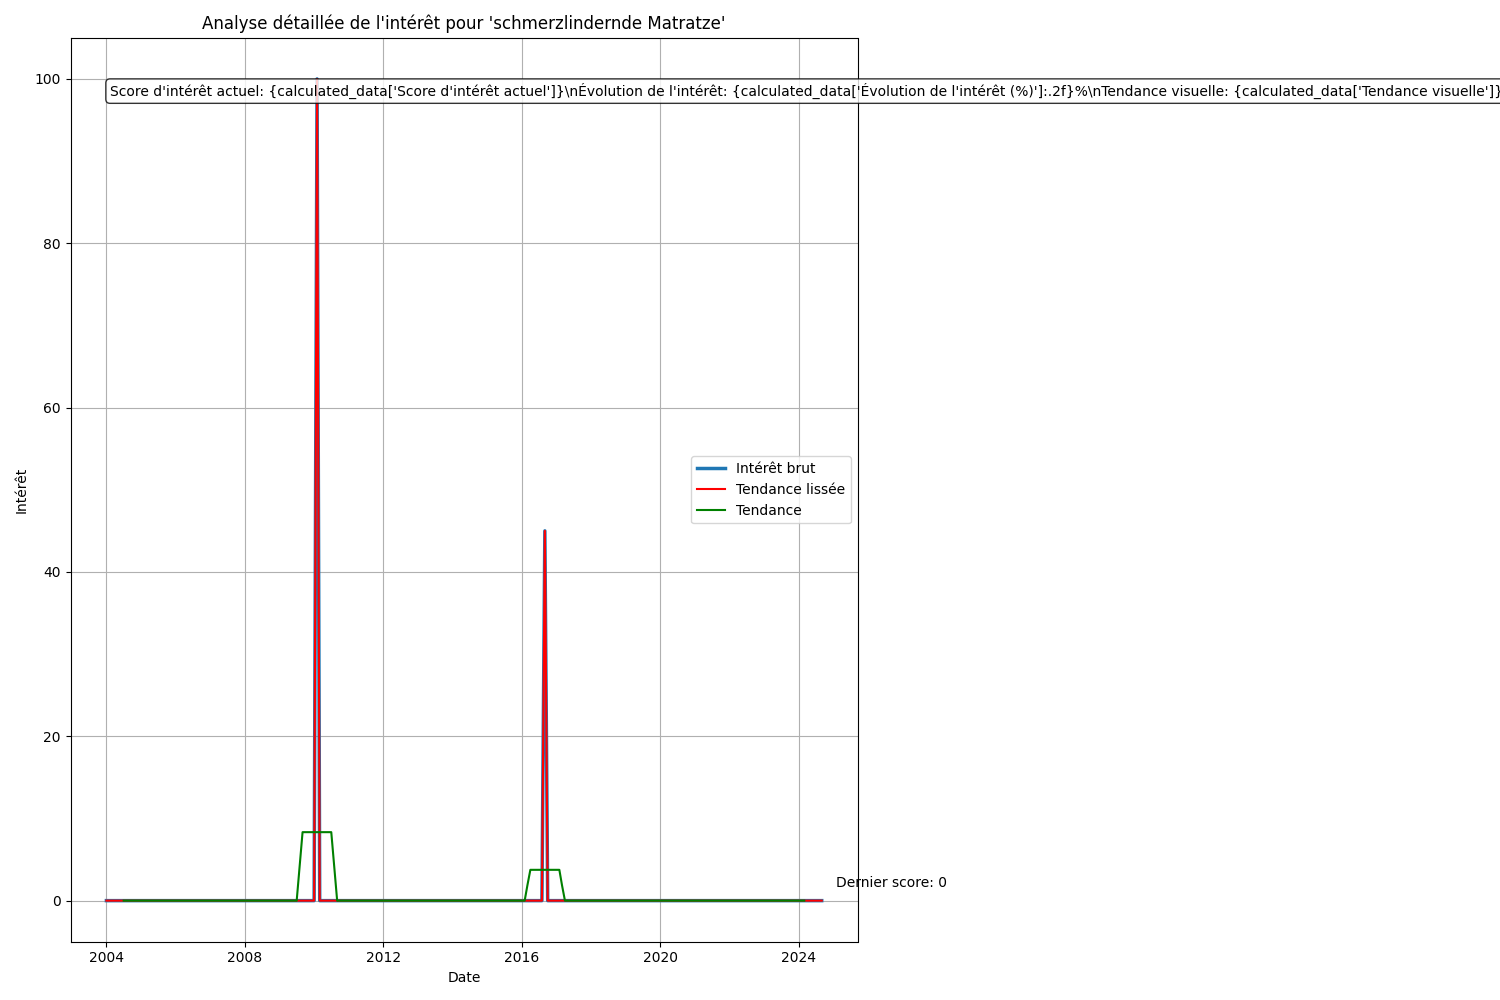 Analyse détaillée de l'intérêt pour 'schmerzlindernde Matratze'
100
Score d'intérêt actuel: {calculated_data['Score d'intérêt actuel']}\nÉvolution de l'intérêt: {calculated_data['Évolution de l'intérêt (%)']:.2f}%\nTendance visuelle: {calculated_data['Tendance visuelle']}
80
60
Intérêt brut
Tendance lissée
Tendance
Intérêt
40
20
Dernier score: 0
0
2004 2008 2012 2016 2020 2024
Date